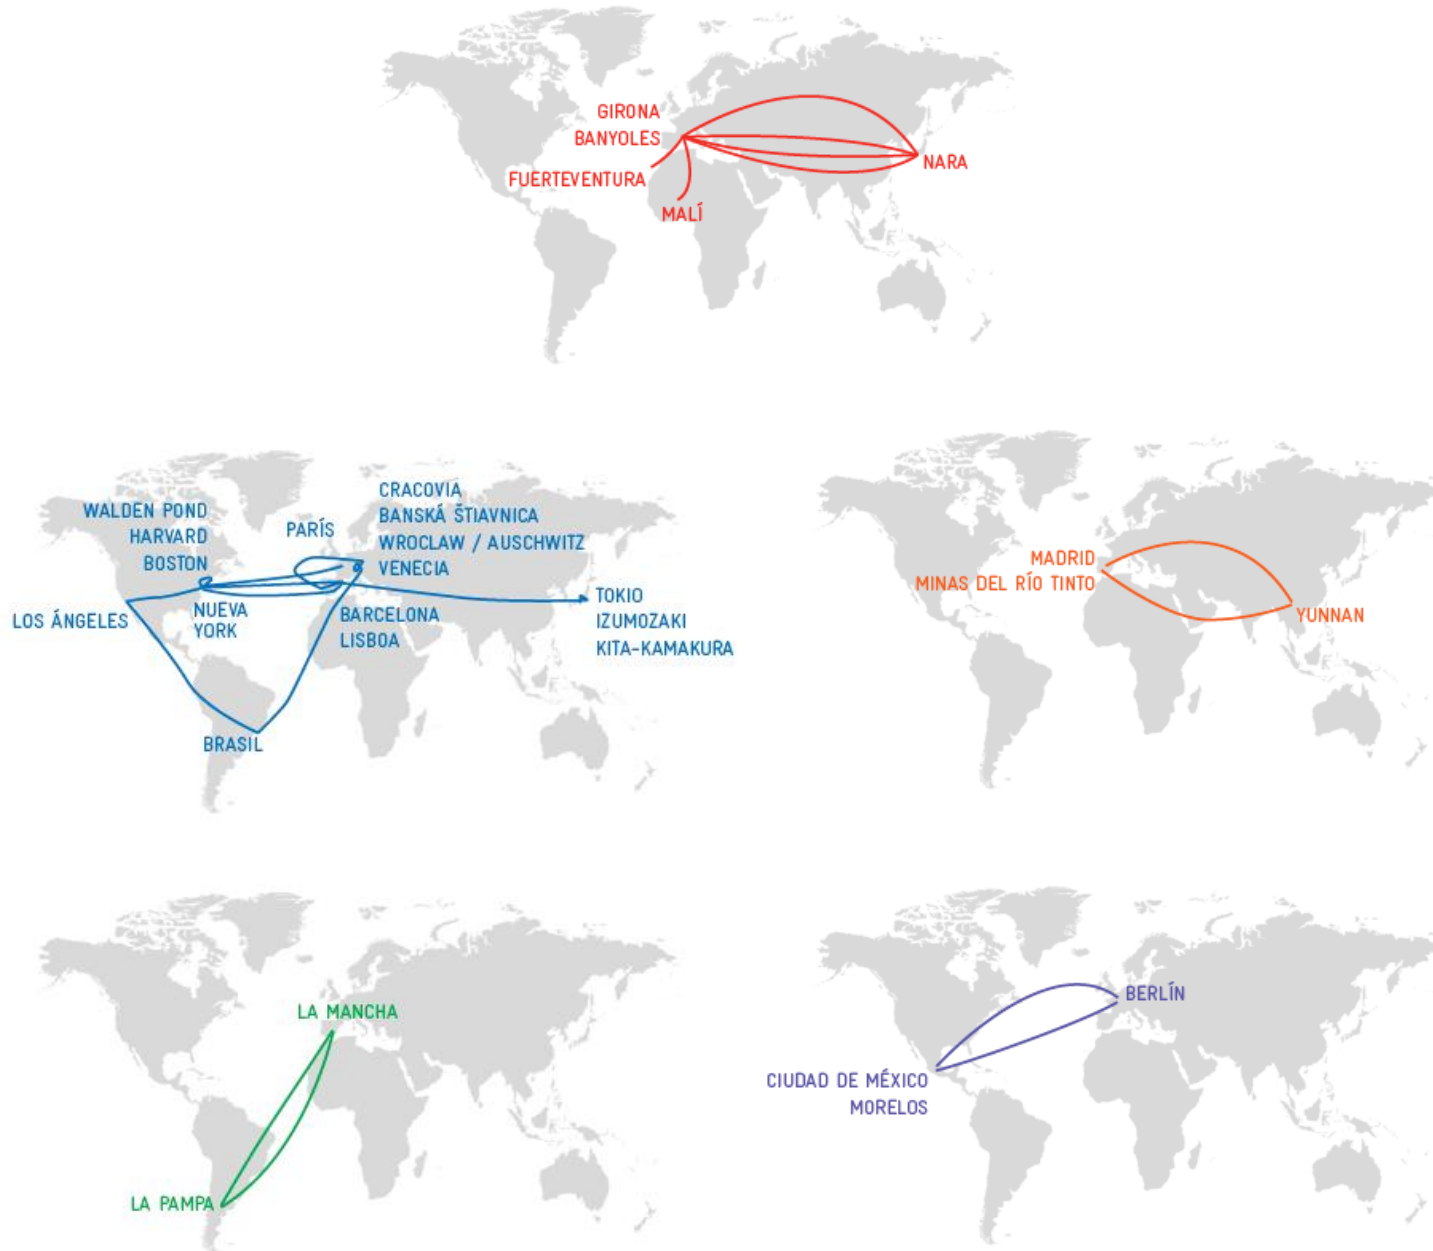 GIRONA
BANYOLES
FUERTEVENTURA
MALÍ
NARA
WALDEN POND
HARVARD
BOSTON
PARÍS
CRACOVIA
BANSKÁ ŠTIAVNICA
WROCLAW / AUSCHWITZ
VENECIA
LOS ÁNGELES
NUEVA
YORK
BARCELONA
LISBOA
TOKIO
IZUMOZAKI
KITA-KAMAKURA
BRASIL
MADRID
MINAS DEL RÍO TINTO
YUNNAN
LA MANCHA
LA PAMPA
BERLÍN
CIUDAD DE MÉXICO
MORELOS